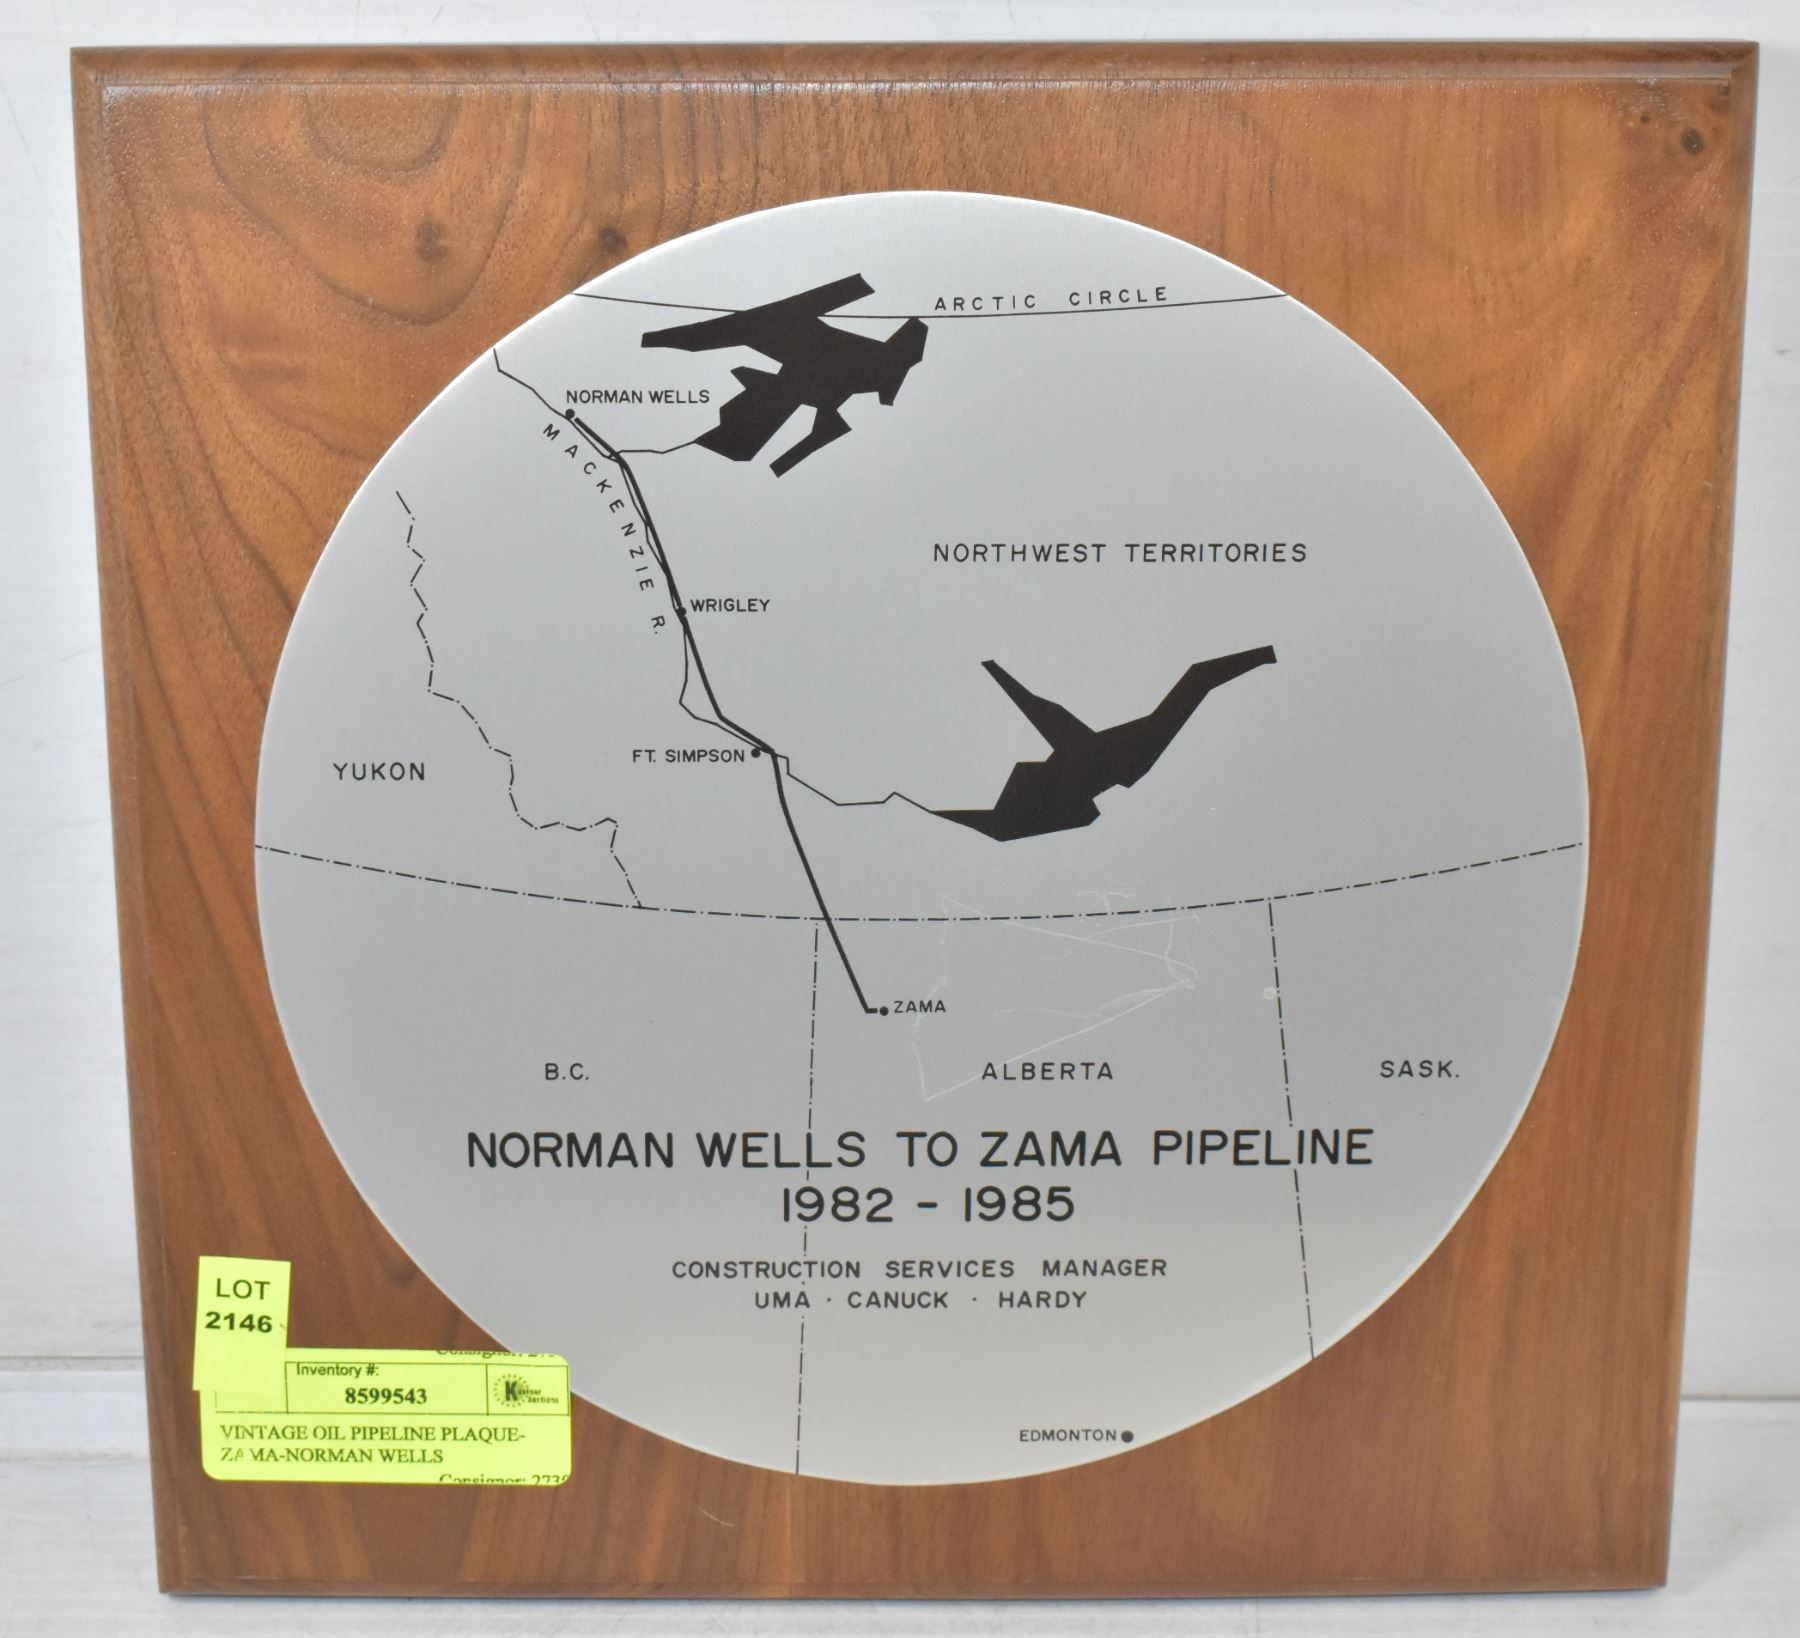 ARCTIC CIRCLE
NORMAN WELLS
MACKENZIE R.
NORTHWEST TERRITORIES
WRIGLEY
FT. SIMPSON
YUKON
ZAMA
B.C.
ALBERTA
SASK.
NORMAN WELLS TO ZAMA PIPELINE
1982 - 1985
CONSTRUCTION SERVICES MANAGER
UMA · CANUCK · HARDY
EDMONTON
LOT
2146
Inventory #:
8599543
VINTAGE OIL PIPELINE PLAQUE-
ZAMA-NORMAN WELLS